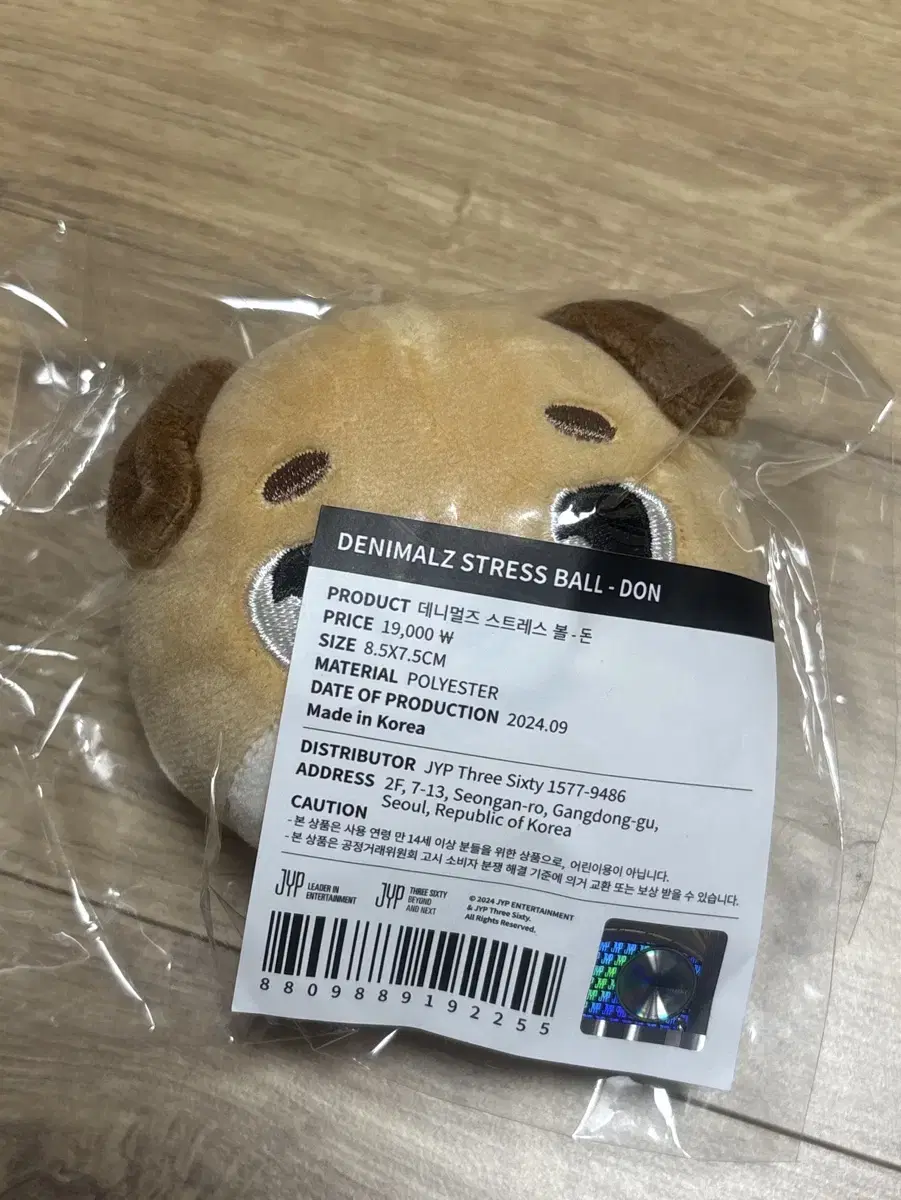 DENIMALZ STRESS BALL - DON
PRODUCT 데니멀즈 스트레스 볼 - 돈
PRICE 19,000 ₩
SIZE 8.5X7.5CM
MATERIAL POLYESTER
DATE OF PRODUCTION 2024.09
Made in Korea
DISTRIBUTOR JYP Three Sixty 1577-9486
ADDRESS 2F, 7-13, Seongan-ro, Gangdong-gu,
Seoul, Republic of Korea
CAUTION
- 본 상품은 사용 연령 만 14세 이상 분들을 위한 상품으로, 어린이용이 아닙니다.
- 본 상품은 공정거래위원회 고시 소비자 분쟁 해결 기준에 의거 교환 또는 보상 받을 수 있습니다.
JYP LEADER IN
ENTERTAINMENT
JYP THREE SIXTY
BEYOND
AND NEXT
© 2024 JYP ENTERTAINMENT
& JYP Three Sixty.
All Rights Reserved.
880988919 2255